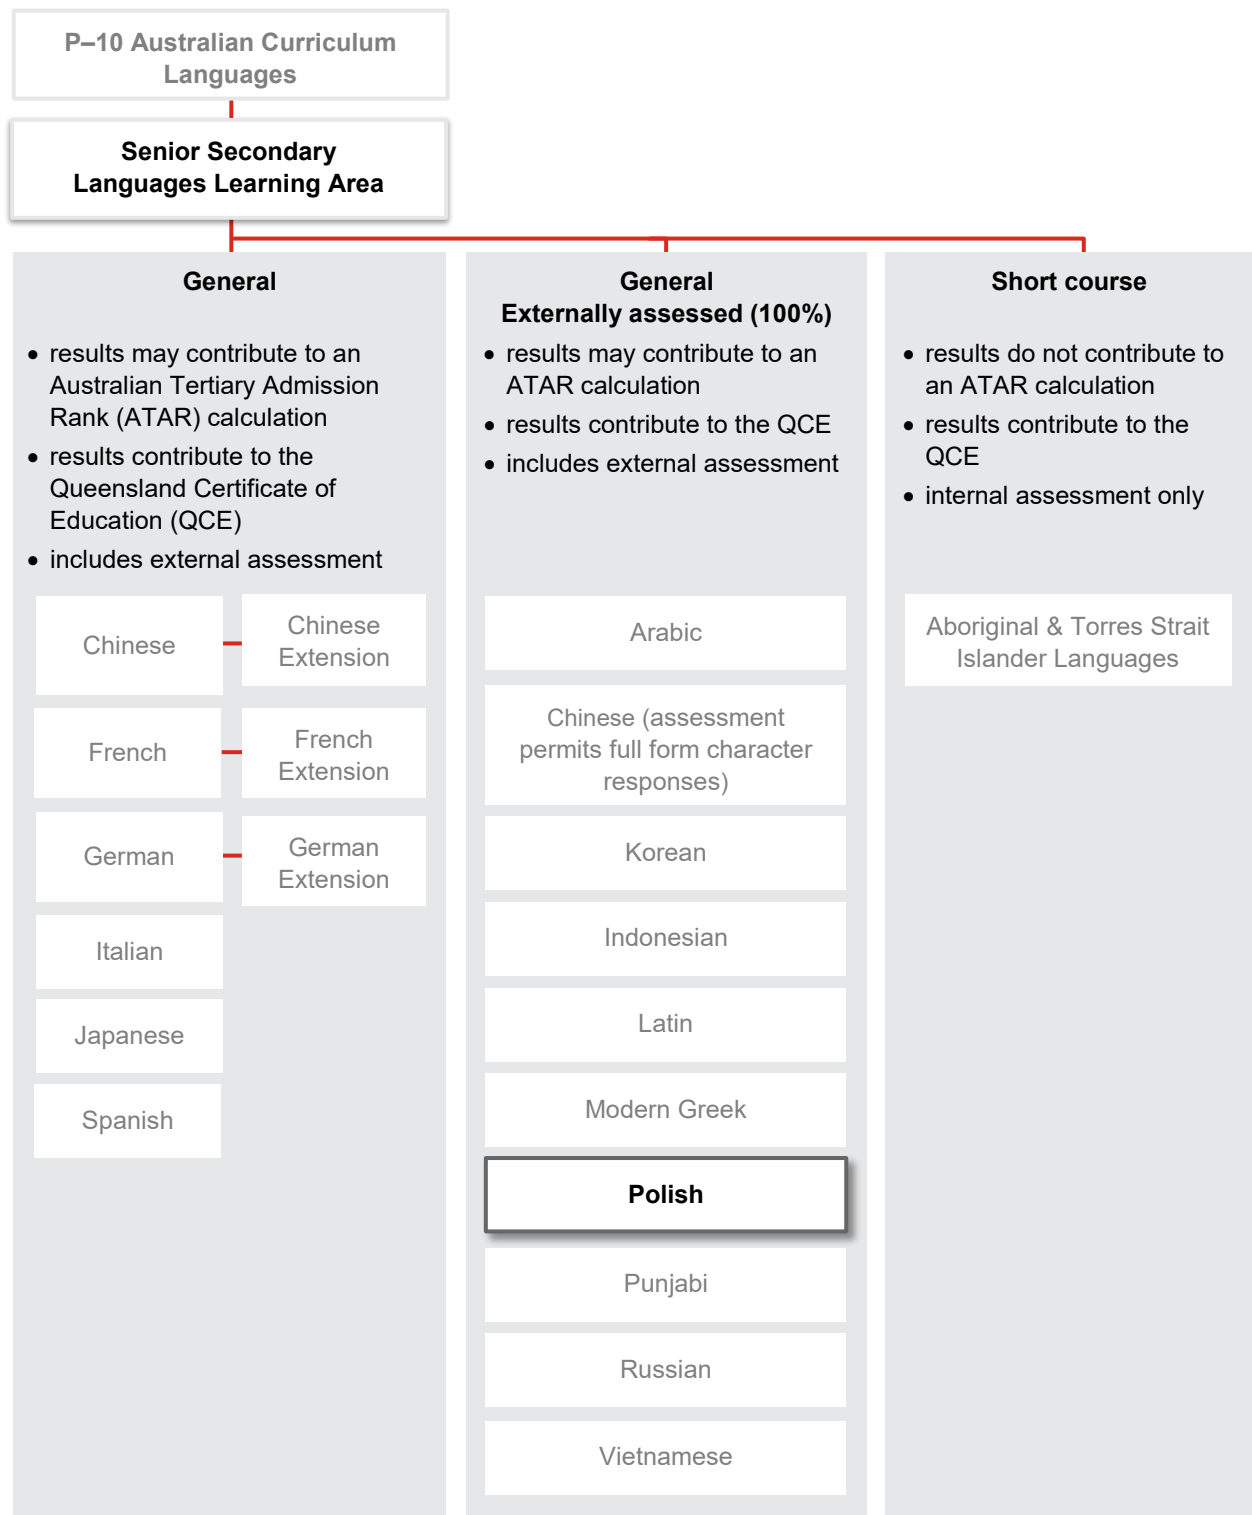 P–10 Australian Curriculum
Languages
Senior Secondary
Languages Learning Area
General
• results may contribute to an
Australian Tertiary Admission
Rank (ATAR) calculation
• results contribute to the
Queensland Certificate of
Education (QCE)
• includes external assessment
Chinese
Chinese
Extension
French
French
Extension
German
German
Extension
Italian
Japanese
Spanish
General
Externally assessed (100%)
• results may contribute to an
ATAR calculation
• results contribute to the QCE
• includes external assessment
Arabic
Chinese (assessment
permits full form character
responses)
Korean
Indonesian
Latin
Modern Greek
Polish
Punjabi
Russian
Vietnamese
Short course
• results do not contribute to
an ATAR calculation
• results contribute to the
QCE
• internal assessment only
Aboriginal & Torres Strait
Islander Languages